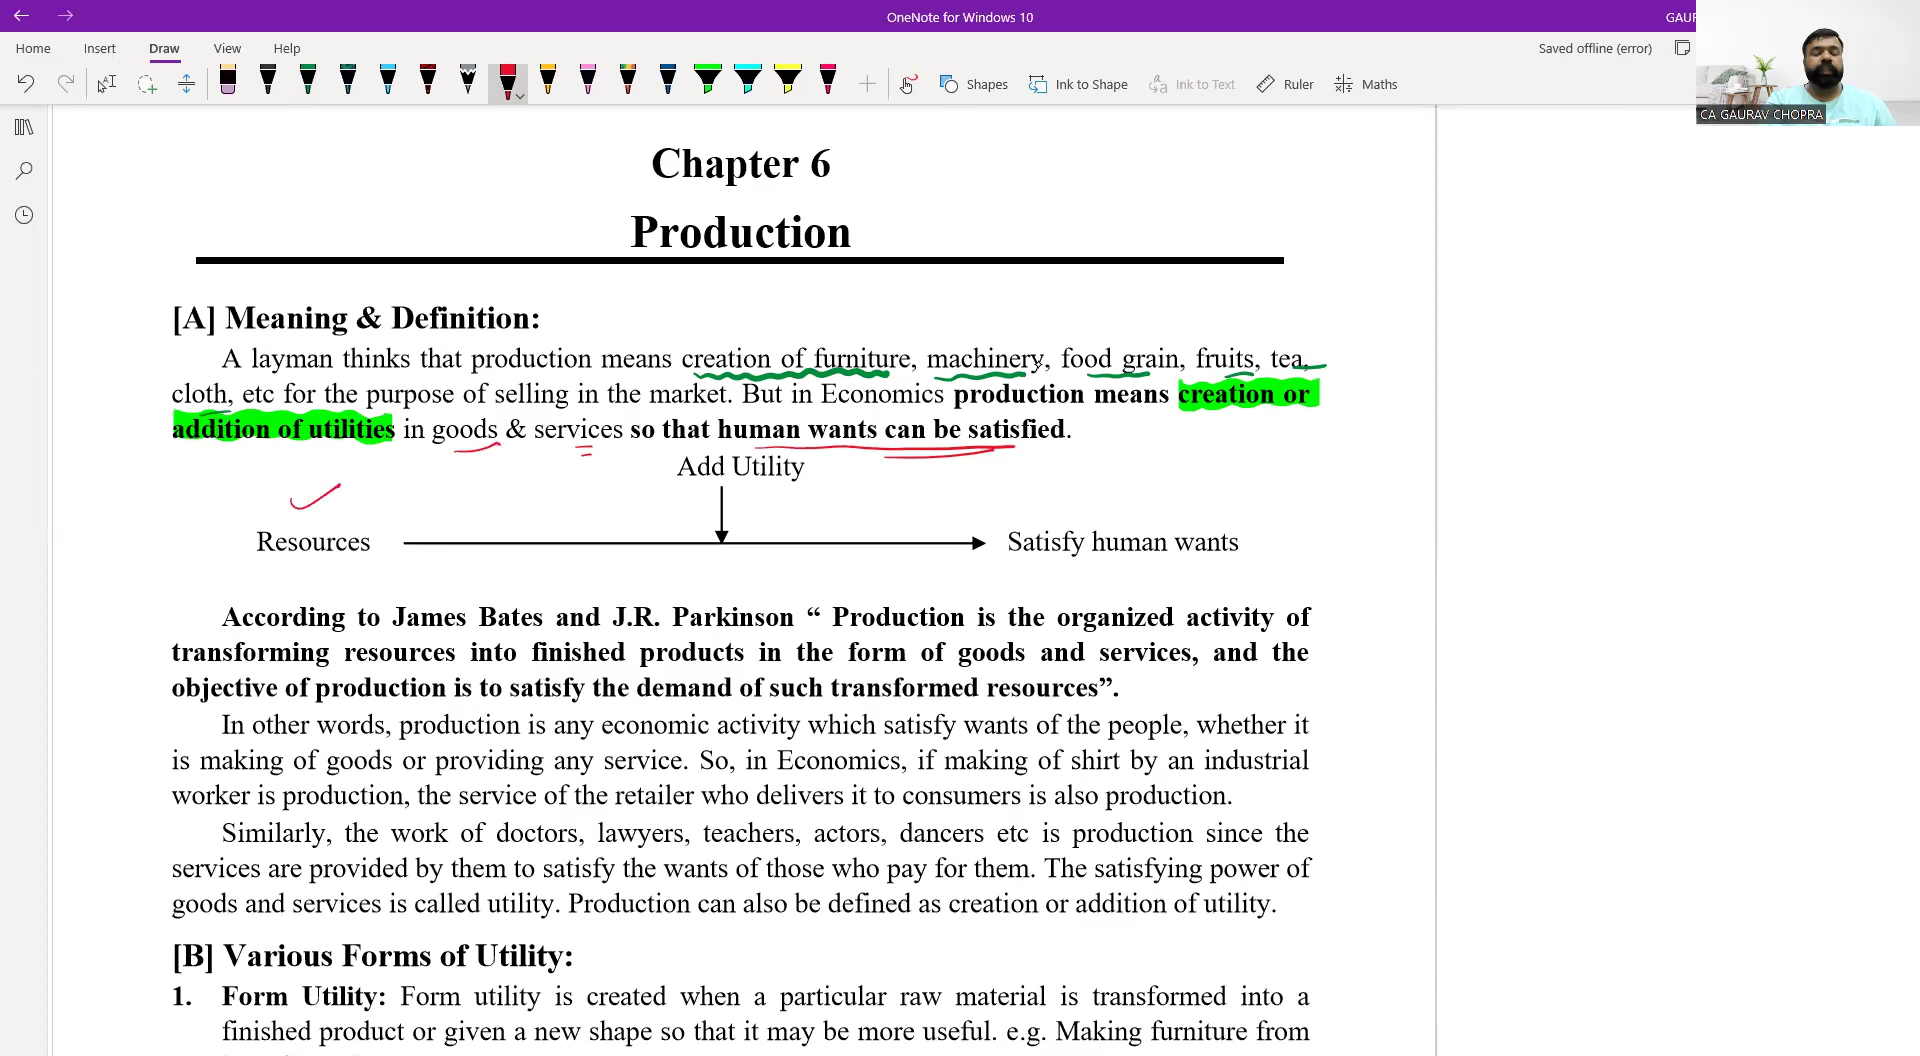 OneNote for Windows 10
GAUR
Home Insert Draw View Help
Saved offline (error)
Shapes Ink to Shape Ink to Text Ruler Maths
CA GAURAV CHOPRA
Chapter 6
Production
[A] Meaning & Definition:
A layman thinks that production means creation of furniture, machinery, food grain, fruits, tea,
cloth, etc for the purpose of selling in the market. But in Economics production means creation or
addition of utilities in goods & services so that human wants can be satisfied.
Add Utility
Resources Satisfy human wants
According to James Bates and J.R. Parkinson “ Production is the organized activity of
transforming resources into finished products in the form of goods and services, and the
objective of production is to satisfy the demand of such transformed resources”.
In other words, production is any economic activity which satisfy wants of the people, whether it
is making of goods or providing any service. So, in Economics, if making of shirt by an industrial
worker is production, the service of the retailer who delivers it to consumers is also production.
Similarly, the work of doctors, lawyers, teachers, actors, dancers etc is production since the
services are provided by them to satisfy the wants of those who pay for them. The satisfying power of
goods and services is called utility. Production can also be defined as creation or addition of utility.
[B] Various Forms of Utility:
1. Form Utility: Form utility is created when a particular raw material is transformed into a
finished product or given a new shape so that it may be more useful. e.g. Making furniture from